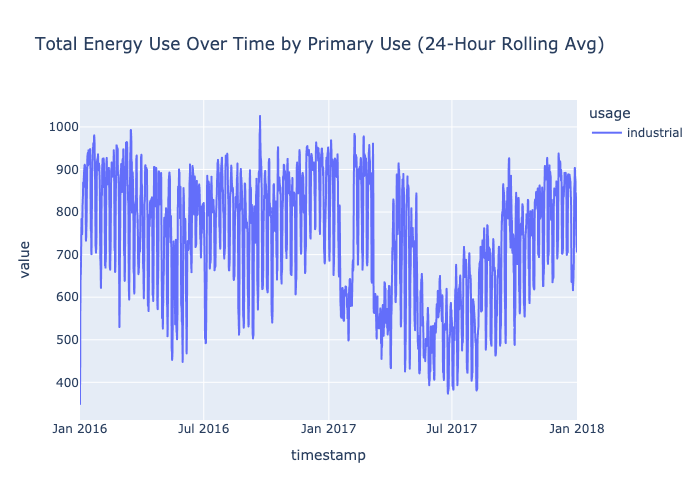 Total Energy Use Over Time by Primary Use (24-Hour Rolling Avg)
usage
industrial
1000
900
800
700
600
500
400
value
Jan 2016
Jul 2016
Jan 2017
Jul 2017
Jan 2018
timestamp